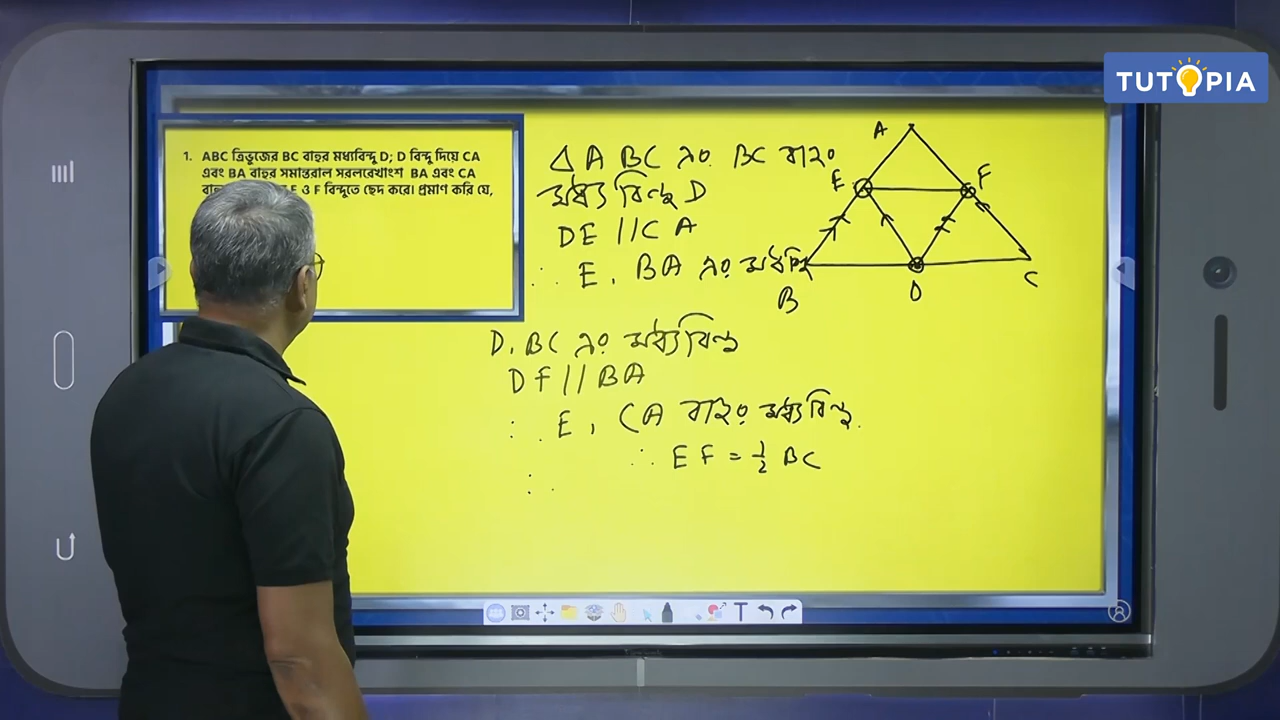 TUTOPIA
1. ABC ত্রিভুজের BC বাহুর মধ্যবিন্দু D; D বিন্দু দিয়ে CA
এবং BA বাহুর সমান্তরাল সরলরেখাংশ BA এবং CA
F বিন্দুতে ছেদ করে। প্রমাণ করি যে,
Δ ABC এর BC বাহুর
মধ্য বিন্দু D
DE // CA
∴ E, BA এর মধ্যবিন্দু
D, BC এর মধ্যবিন্দু
DF // BA
∴ E, CA বাহুর মধ্যবিন্দু
∴ EF = 1/2 BC
∴
A
E
F
B
D
C
T